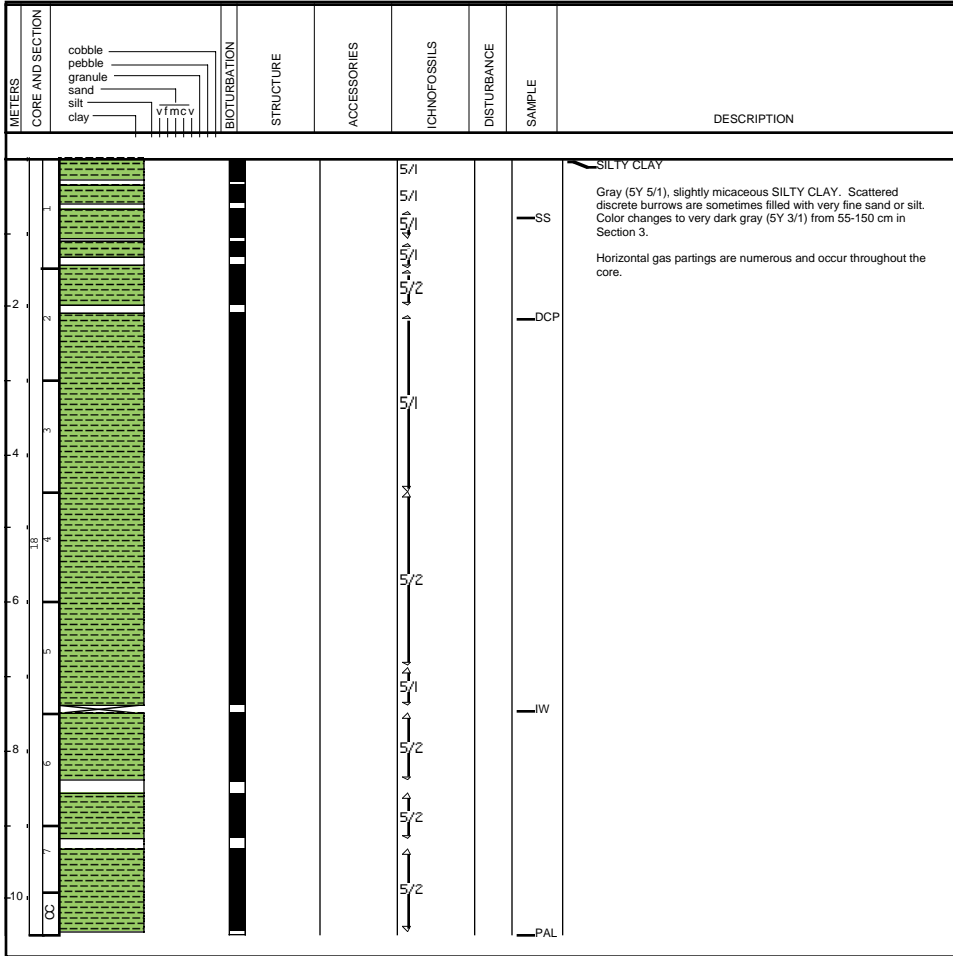 METERS
CORE AND SECTION
cobble
pebble
granule
sand
silt
vfmcv
clay
BIOTURBATION
STRUCTURE
ACCESSORIES
ICHNOFOSSILS
DISTURBANCE
SAMPLE
DESCRIPTION
SILTY CLAY
Gray (5Y 5/1), slightly micaceous SILTY CLAY. Scattered
discrete burrows are sometimes filled with very fine sand or silt.
Color changes to very dark gray (5Y 3/1) from 55-150 cm in
Section 3.
Horizontal gas partings are numerous and occur throughout the
core.
5/1
5/1
1
5/1
SS
5/1
5/2
2
2
DCP
5/1
3
4
18
4
5/2
6
5
5/1
IW
8
6
5/2
5/2
7
5/2
10
CC
PAL